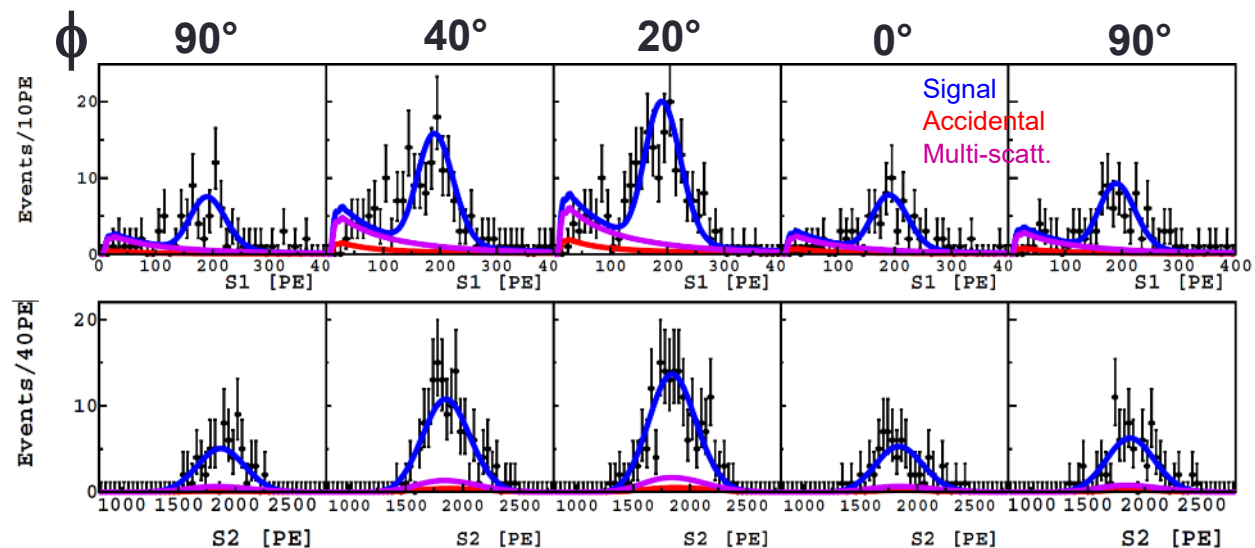 ϕ 90° 40° 20° 0° 90°
Events/10PE
20
10
0
Signal
Accidental
Multi-scatt.
0 100 200 300 40 100 200 300 40 100 200 300 40 100 200 300 40 100 200 300 400
S1 [PE] S1 [PE] S1 [PE] S1 [PE] S1 [PE]
Events/40PE
20
10
0
1000 1500 2000 2500 1000 1500 2000 2500 1000 1500 2000 2500 1000 1500 2000 2500 1000 1500 2000 2500
S2 [PE] S2 [PE] S2 [PE] S2 [PE] S2 [PE]